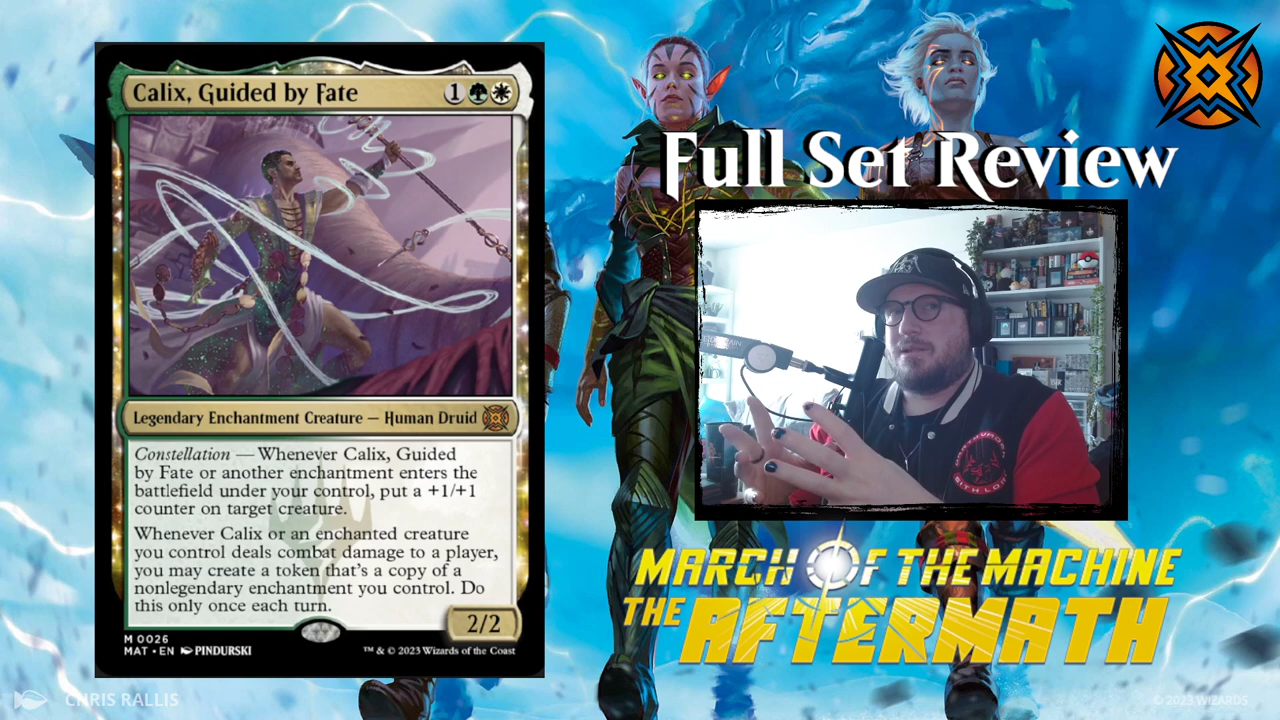 Calix, Guided by Fate 1
Legendary Enchantment Creature — Human Druid
Constellation — Whenever Calix, Guided
by Fate or another enchantment enters the
battlefield under your control, put a +1/+1
counter on target creature.
Whenever Calix or an enchanted creature
you control deals combat damage to a player,
you may create a token that's a copy of a
nonlegendary enchantment you control. Do
this only once each turn.
2/2
M 0026
MAT • EN PINDURSKI
™ & © 2023 Wizards of the Coast
Full Set Review
SITH LORD
MARCH OF THE MACHINE
THE AFTERMATH
CHRIS RALLIS
© 2023 WIZARDS